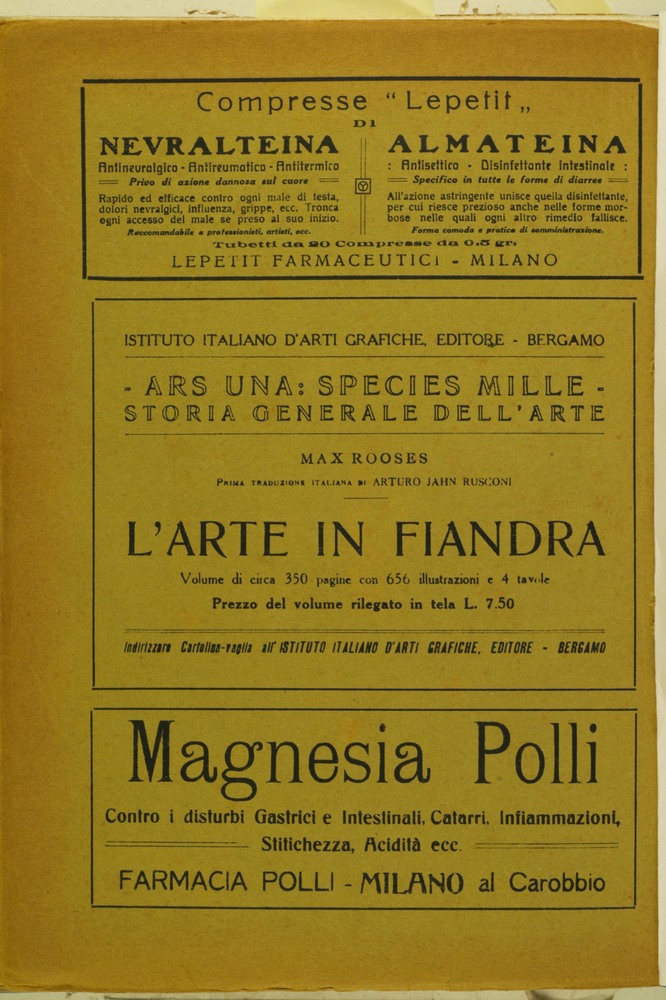 Compresse "Lepetit„
DI
NEVRALTEINA
Antineuralgico - Antireumatico - Antitermico
Privo di azione dannosa sul cuore
Rapido ed efficace contro ogni male di testa,
dolori nevralgici, influenza, grippe, ecc. Tronca
ogni accesso del male se preso al suo inizio.
Raccomandabile a professionisti, artisti, ecc.
ALMATEINA
: Antisettico - Disinfettante Intestinale :
Specifico in tutte le forme di diarree
All'azione astringente unisce quella disinfettante,
per cui riesce prezioso anche nelle forme mor-
bose nelle quali ogni altro rimedio fallisce.
Forma comoda e pratica di somministrazione.
Tubetti da 20 Compresse da 0.5 gr.
LEPETIT FARMACEUTICI - MILANO
ISTITUTO ITALIANO D'ARTI GRAFICHE, EDITORE - BERGAMO
- ARS UNA: SPECIES MILLE -
STORIA GENERALE DELL'ARTE
MAX ROOSES
PRIMA TRADUZIONE ITALIANA DI ARTURO JAHN RUSCONI
L'ARTE IN FIANDRA
Volume di circa 350 pagine con 656 illustrazioni e 4 tavole
Prezzo del volume rilegato in tela L. 7.50
Indirizzare Cartolina-vaglia all'ISTITUTO ITALIANO D'ARTI GRAFICHE, EDITORE - BERGAMO
Magnesia Polli
Contro i disturbi Gastrici e Intestinali, Catarri, Infiammazioni,
Stitichezza, Acidità ecc.
FARMACIA POLLI - MILANO al Carobbio